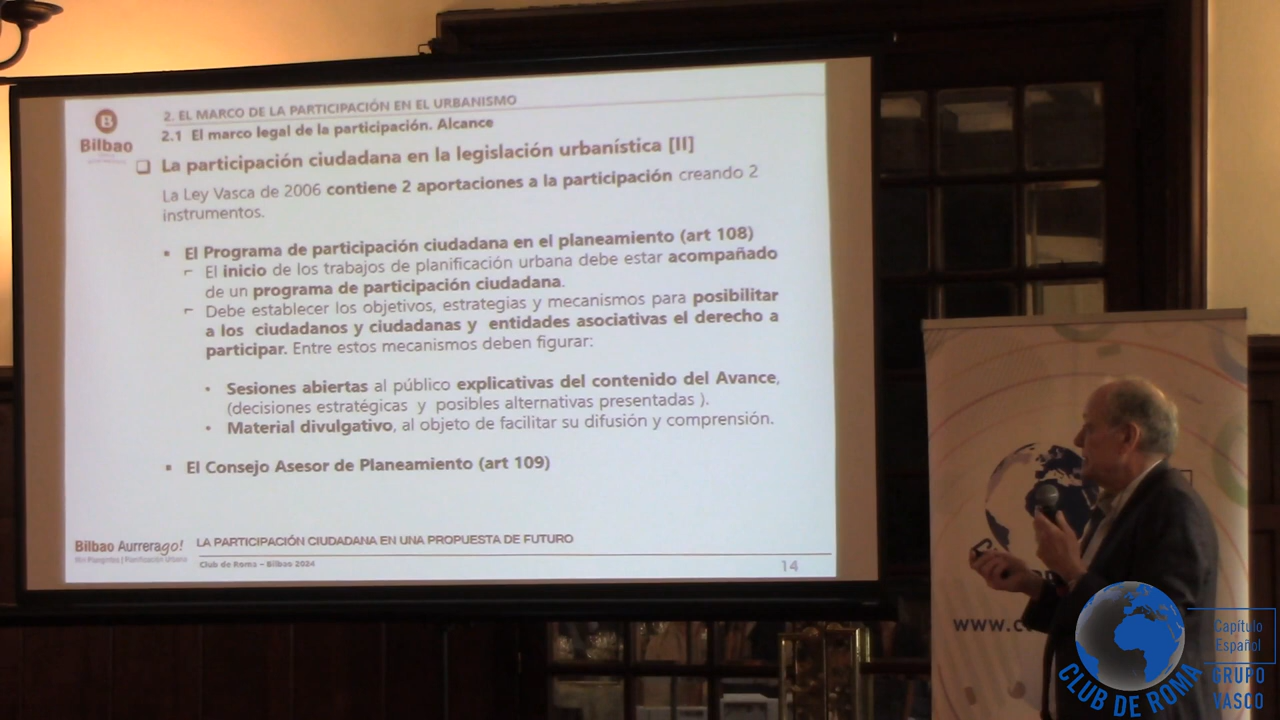 Bilbao
2. EL MARCO DE LA PARTICIPACIÓN EN EL URBANISMO
2.1 El marco legal de la participación. Alcance
La participación ciudadana en la legislación urbanística [II]
La Ley Vasca de 2006 contiene 2 aportaciones a la participación creando 2
instrumentos.
▪ El Programa de participación ciudadana en el planeamiento (art 108)
El inicio de los trabajos de planificación urbana debe estar acompañado
de un programa de participación ciudadana.
Debe establecer los objetivos, estrategias y mecanismos para posibilitar
a los ciudadanos y ciudadanas y entidades asociativas el derecho a
participar. Entre estos mecanismos deben figurar:
• Sesiones abiertas al público explicativas del contenido del Avance,
(decisiones estratégicas y posibles alternativas presentadas ).
• Material divulgativo, al objeto de facilitar su difusión y comprensión.
▪ El Consejo Asesor de Planeamiento (art 109)
Bilbao Aurrerago!
LA PARTICIPACIÓN CIUDADANA EN UNA PROPUESTA DE FUTURO
Club de Roma – Bilbao 2024
14
www.c
CLUB DE ROMA
Capítulo
Español
GRUPO
VASCO